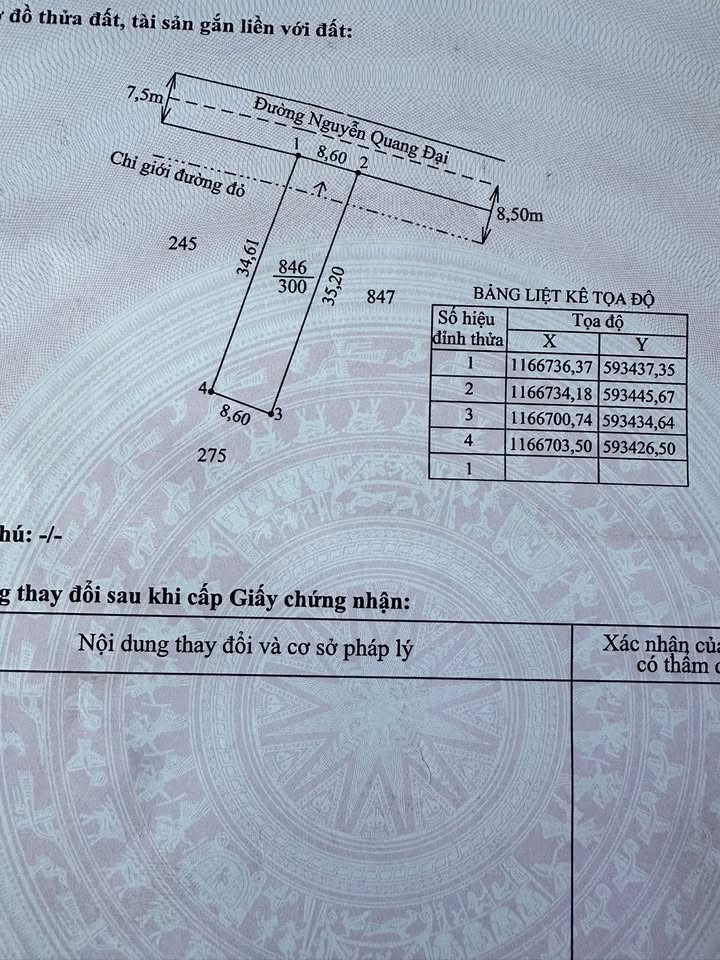 đồ thửa đất, tài sản gắn liền với đất:
7,5m
Đường Nguyễn Quang Đại
1
8,60
2
Chỉ giới đường đỏ
8,50m
245
34,61
846
300
35,20
847
4
8,60
3
275
BẢNG LIỆT KÊ TỌA ĐỘ
Số hiệu đỉnh thửa Tọa độ
X Y
1 1166736,37 593437,35
2 1166734,18 593445,67
3 1166700,74 593434,64
4 1166703,50 593426,50
1
hú: -/-
g thay đổi sau khi cấp Giấy chứng nhận:
Nội dung thay đổi và cơ sở pháp lý
Xác nhận của
có thẩm